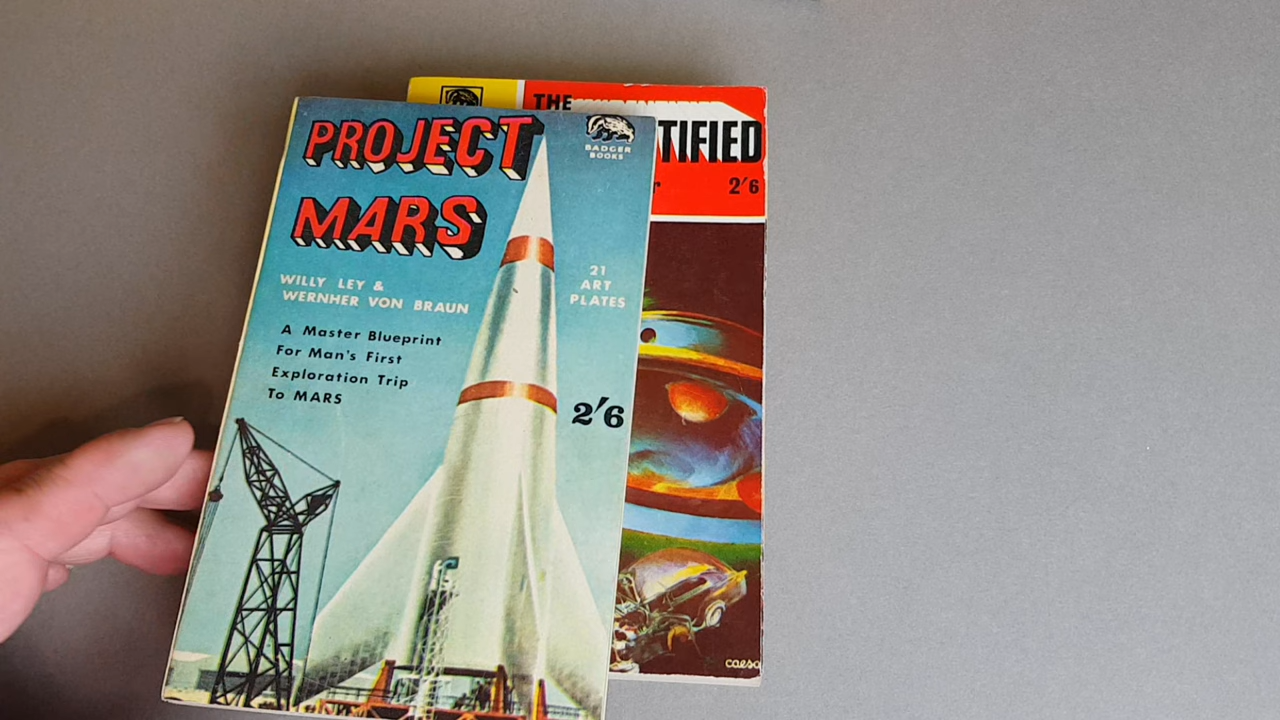 PROJECT
MARS
BADGER
BOOKS
WILLY LEY &
WERNHER VON BRAUN
21
ART
PLATES
A Master Blueprint
For Man's First
Exploration Trip
To MARS
2'6
THE
TIFIED
2'6
caesa